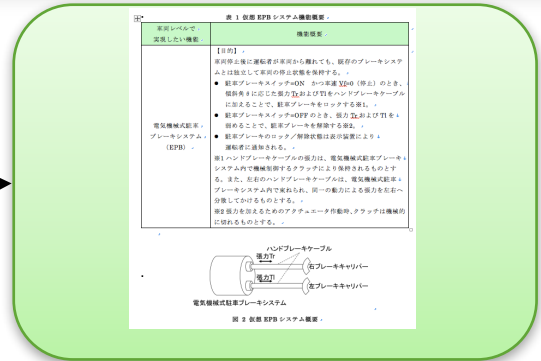 表 1 仮想 EPB システム機能概要
車両レベルで
実現したい機能
機能概要
電気機械式駐車
ブレーキシステム
(EPB)
【目的】
車両停止後に運転者が車両から離れても、既存のブレーキシステ
ムとは独立して車両の停止状態を保持する。
● 駐車ブレーキスイッチ=ON かつ車速 Vf=0（停止）のとき、
傾斜角 に応じた張力 Tr および Tl をハンドブレーキケーブル
に加えることで、駐車ブレーキをロックする※1。
● 駐車ブレーキスイッチ=OFF のとき、張力 Tr および Tl を
弱めることで、駐車ブレーキを解除する※2。
● 駐車ブレーキのロック／解除状態は表示装置により
運転者に通知される。
※1 ハンドブレーキケーブルの張力は、電気機械式駐車ブレーキ
システム内で機械制御するクラッチにより保持されるものとす
る。また、左右のハンドブレーキケーブルは、電気機械式駐車
ブレーキシステム内で束ねられ、同一の動力による張力を左右へ
分散してかけるものとする。
※2 張力を加えるためのアクチュエータ作動時、クラッチは機械的
に切れるものとする。
ハンドブレーキケーブル
張力Tr
右ブレーキキャリパー
張力Tl
左ブレーキキャリパー
電気機械式駐車ブレーキシステム
図 2 仮想 EPB システム概要